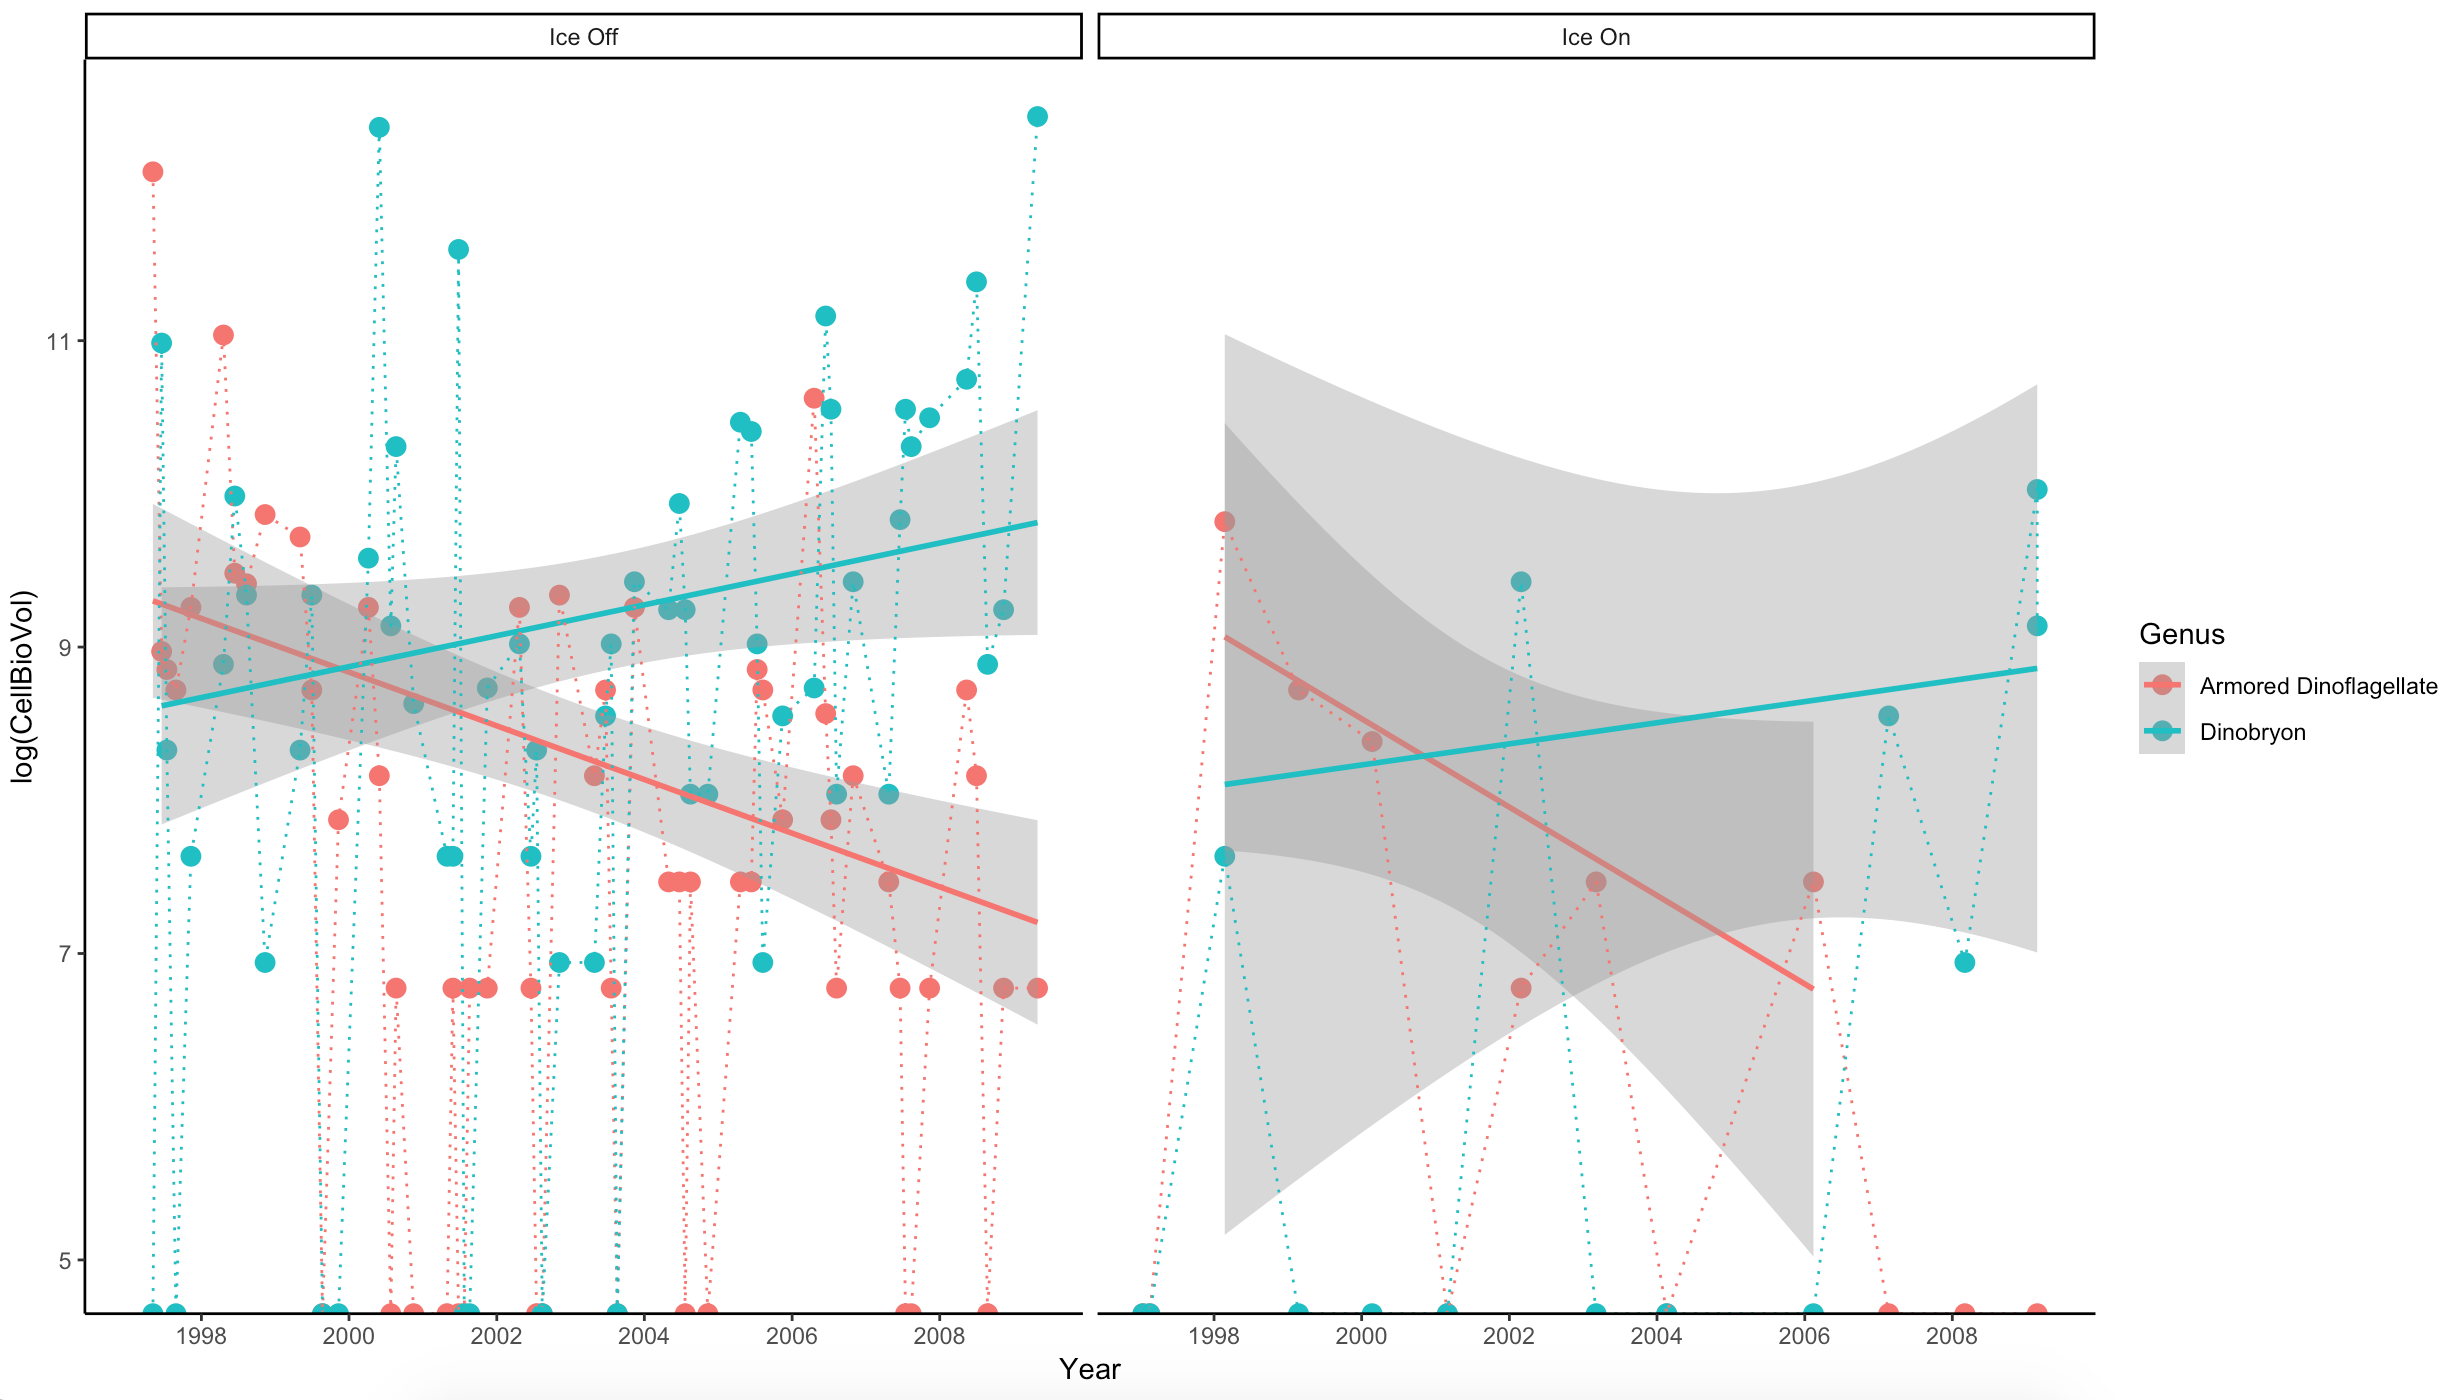 Ice Off
Ice On
log(CellBioVol)
11
9
7
5
1998 2000 2002 2004 2006 2008
1998 2000 2002 2004 2006 2008
Year
Genus
Armored Dinoflagellate
Dinobryon